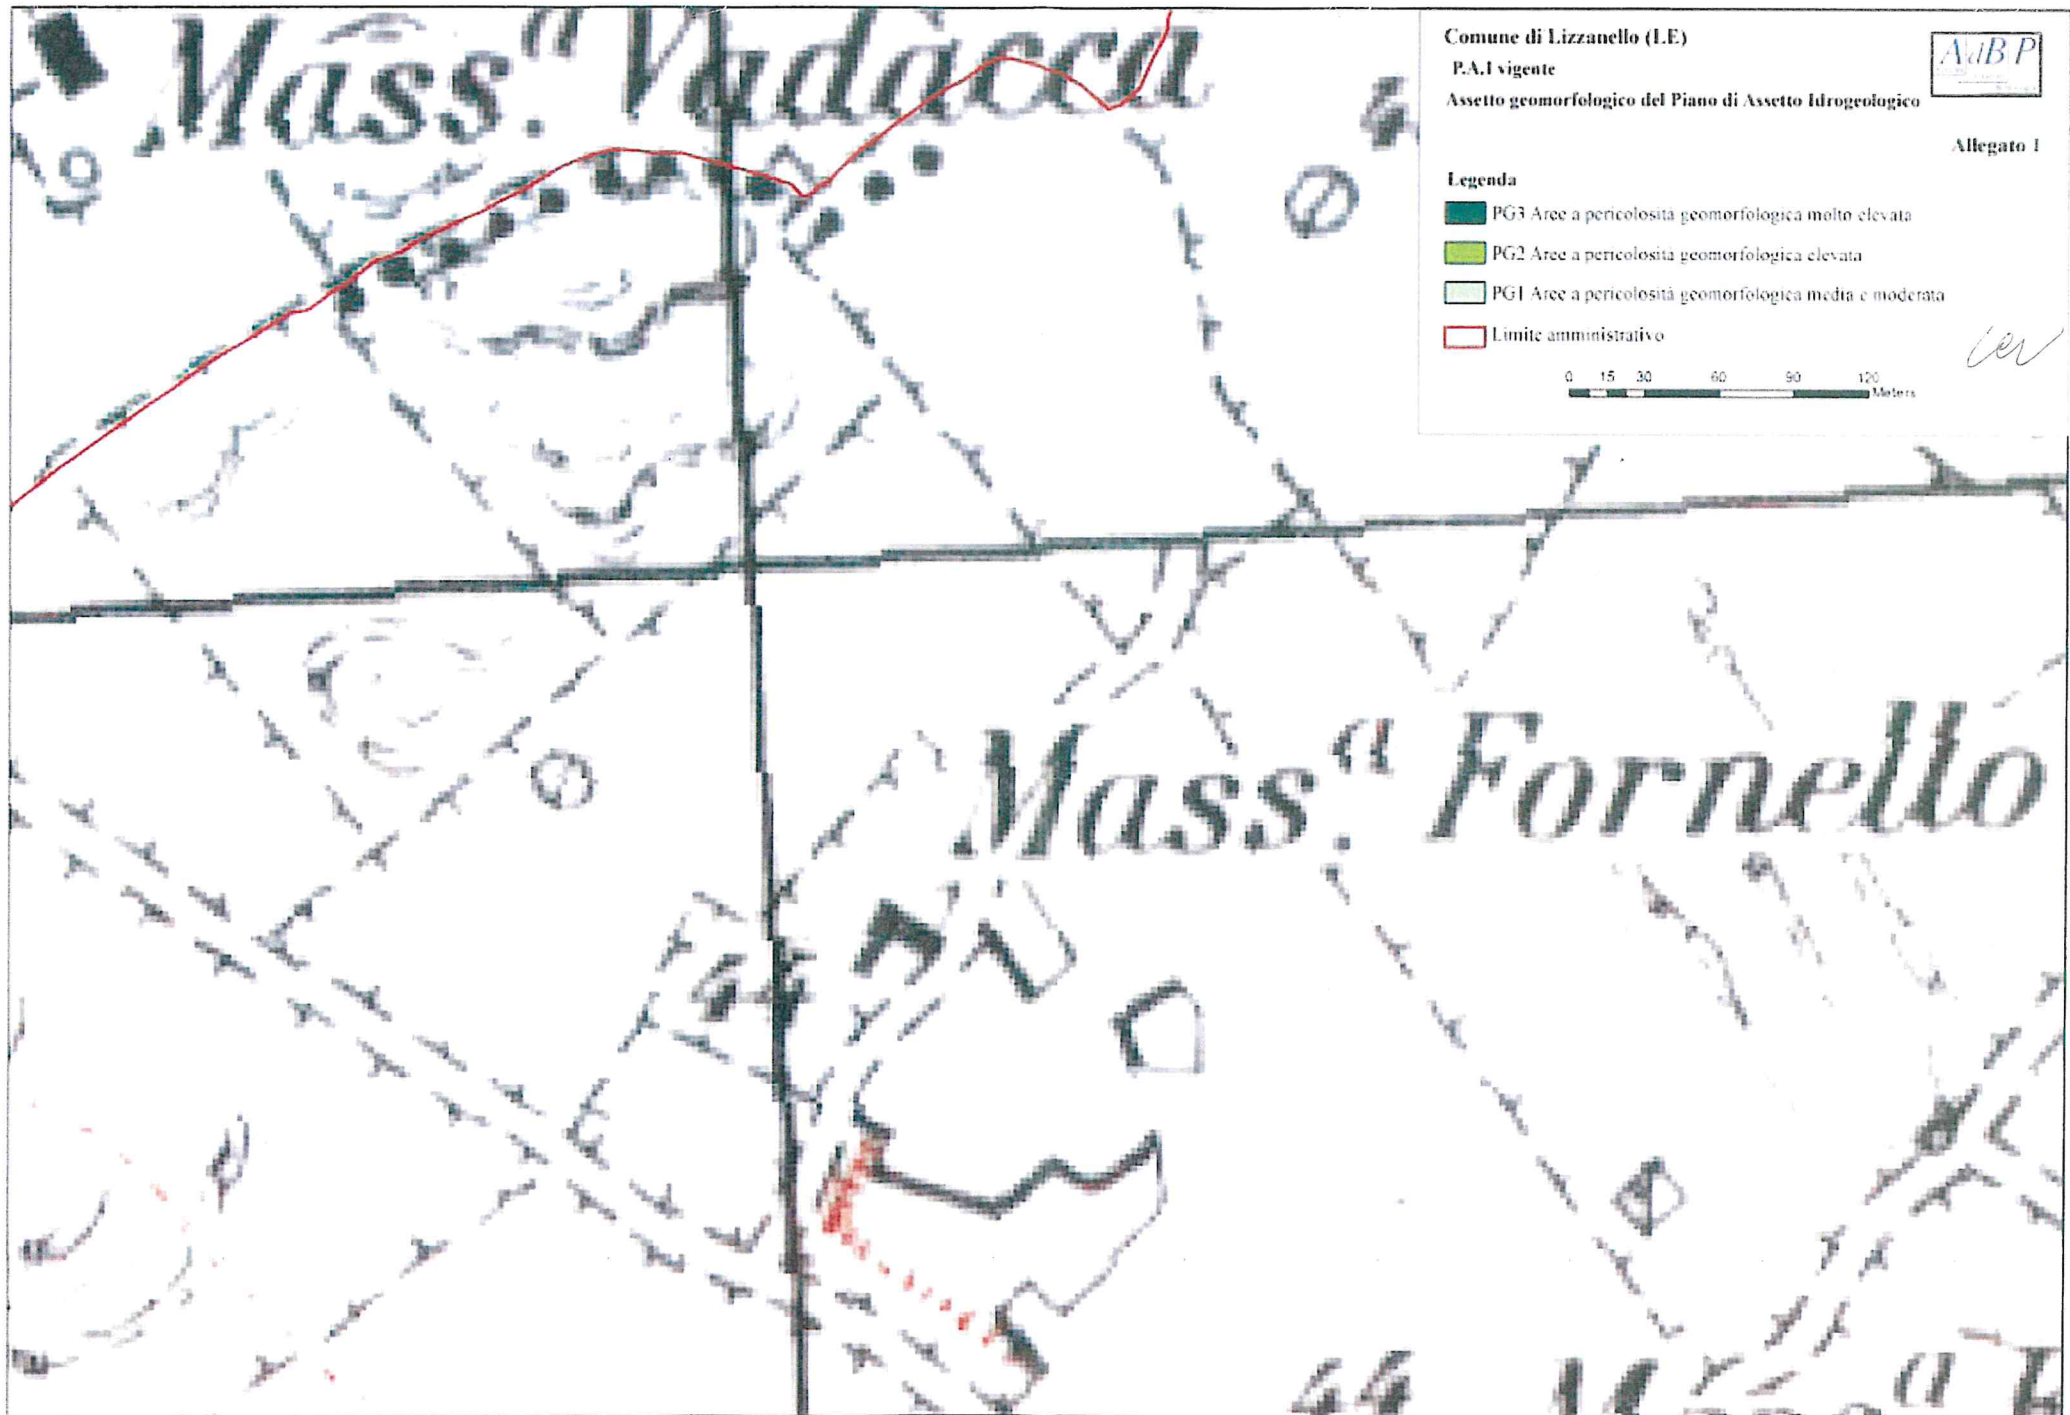 Mass.a Vadàcca
Comune di Lizzanello (LE)
P.A.I vigente
Assetto geomorfologico del Piano di Assetto Idrogeologico
AdBP
Allegato 1
Legenda
PG3 Aree a pericolosità geomorfologica molto elevata
PG2 Aree a pericolosità geomorfologica elevata
PG1 Aree a pericolosità geomorfologica media e moderata
Limite amministrativo
0 15 30 60 90 120
Meters
Mass.a Fornello
44